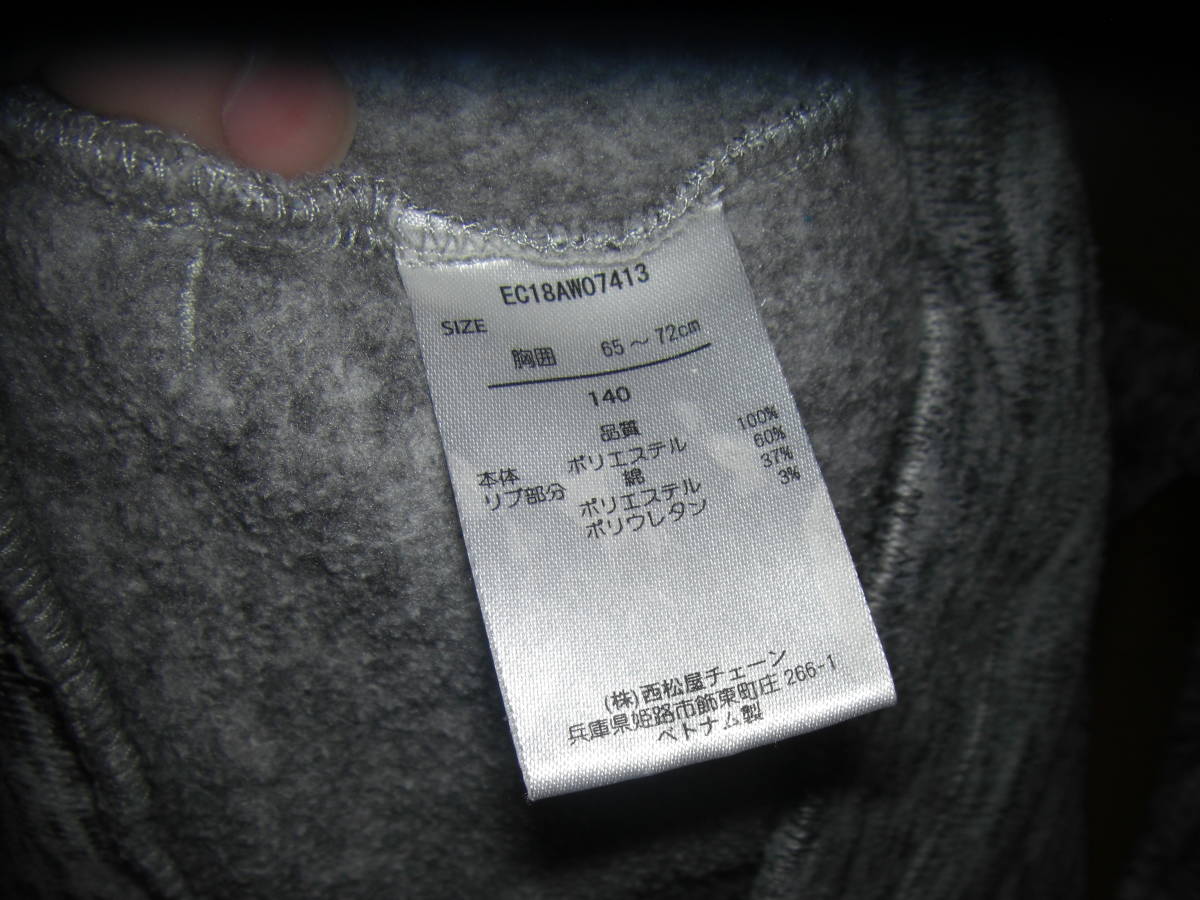 EC18AW07413
SIZE
胸囲 65～72cm
140
品質
本体 ポリエステル 100%
リブ部分 綿 60%
ポリエステル 37%
ポリウレタン 3%
(株)西松屋チェーン
兵庫県姫路市飾東町庄 266-1
ベトナム製